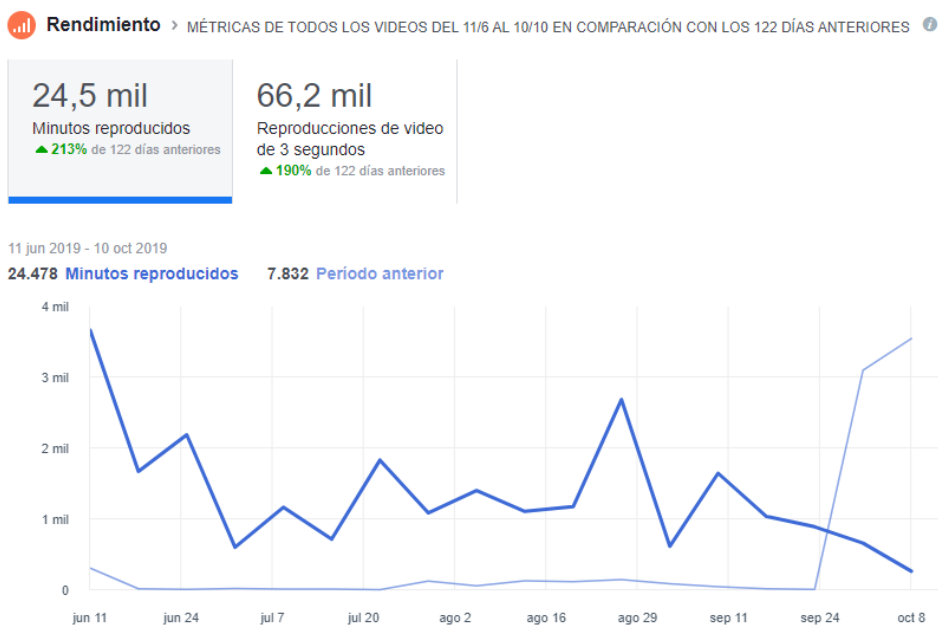 Rendimiento › MÉTRICAS DE TODOS LOS VIDEOS DEL 11/6 AL 10/10 EN COMPARACIÓN CON LOS 122 DÍAS ANTERIORES i
24,5 mil
Minutos reproducidos
213% de 122 días anteriores
66,2 mil
Reproducciones de video
de 3 segundos
190% de 122 días anteriores
11 jun 2019 - 10 oct 2019
24.478 Minutos reproducidos 7.832 Período anterior
4 mil
3 mil
2 mil
1 mil
0
jun 11 jun 24 jul 7 jul 20 ago 2 ago 16 ago 29 sep 11 sep 24 oct 8